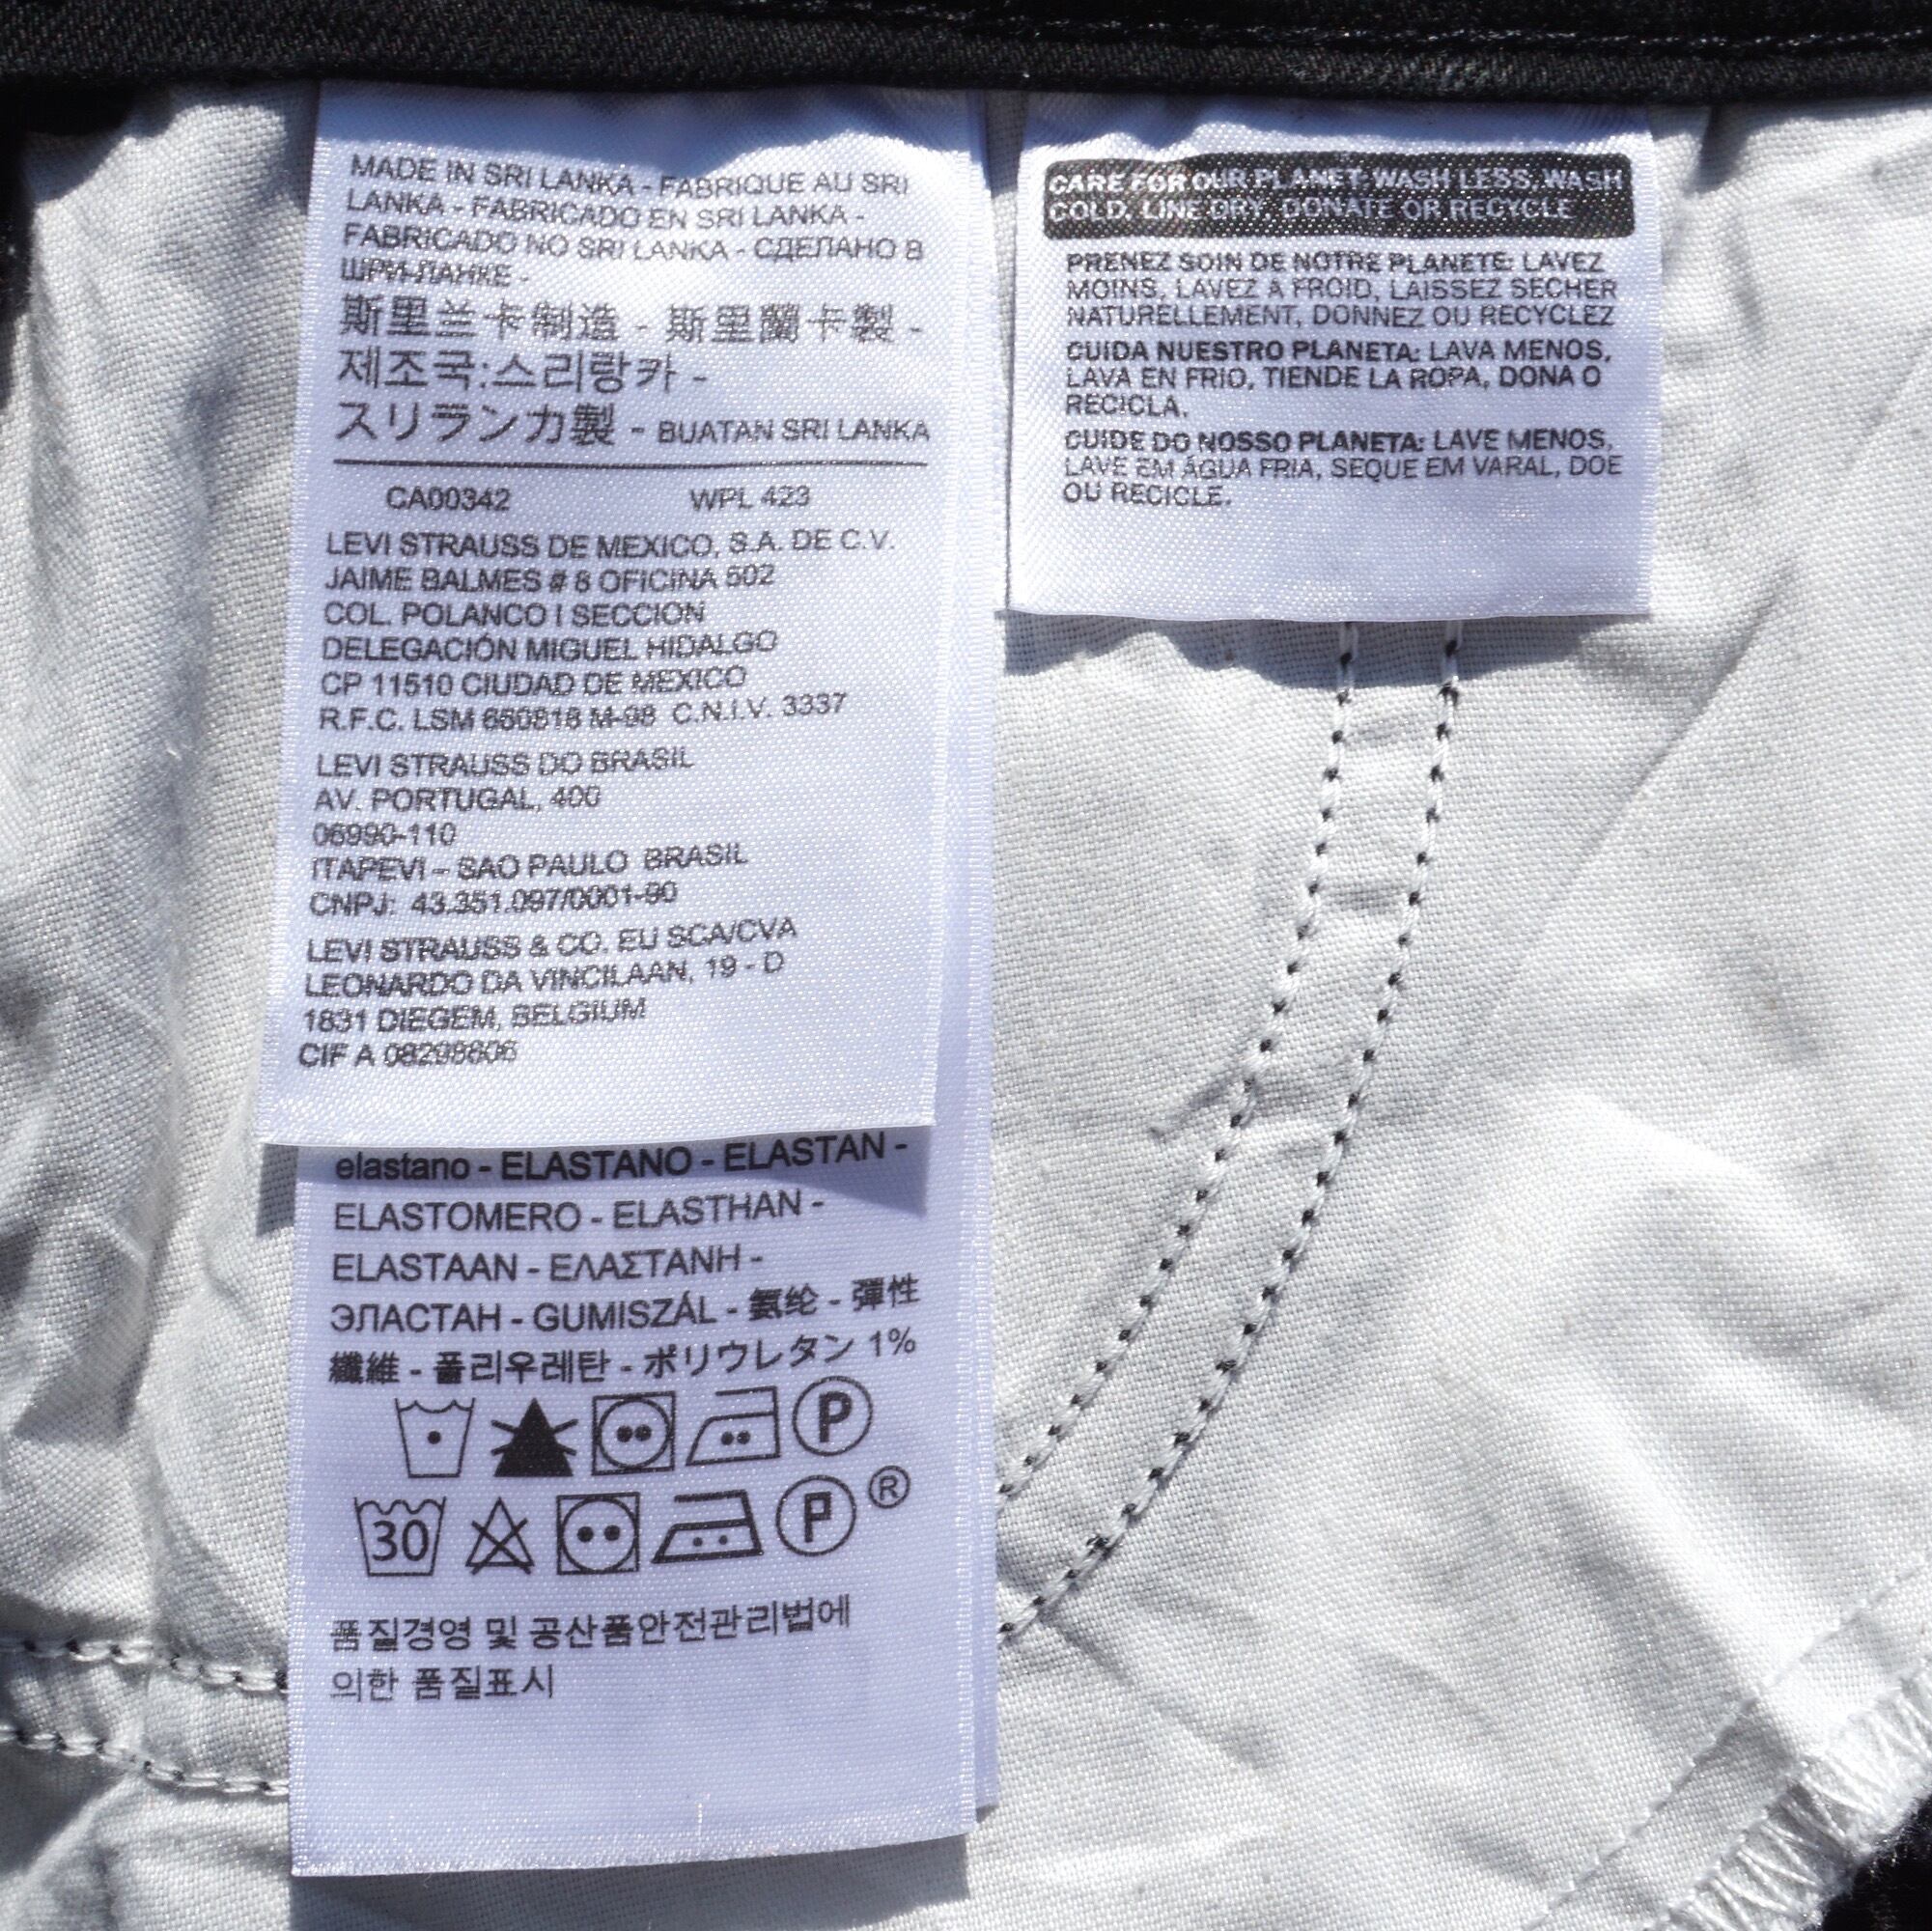 MADE IN SRI LANKA - FABRIQUE AU SRI
LANKA - FABRICADO EN SRI LANKA -
FABRICADO NO SRI LANKA - СДЕЛАНО В
ШРИ-ЛАНКЕ -
斯里兰卡制造 - 斯里蘭卡製 -
제조국:스리랑카 -
スリランカ製 - BUATAN SRI LANKA
CA00342 WPL 423
LEVI STRAUSS DE MEXICO, S.A. DE C.V.
JAIME BALMES # 8 OFICINA 502
COL. POLANCO I SECCION
DELEGACIÓN MIGUEL HIDALGO
CP 11510 CIUDAD DE MEXICO
R.F.C. LSM 650818 M-98 C.N.I.V. 3337
LEVI STRAUSS DO BRASIL
AV. PORTUGAL, 400
06990-110
ITAPEVI – SAO PAULO BRASIL
CNPJ: 43.351.097/0001-90
LEVI STRAUSS & CO. EU SCA/CVA
LEONARDO DA VINCILAAN, 19 - D
1831 DIEGEM, BELGIUM
CIF A 08298806
elastano - ELASTANO - ELASTAN -
ELASTOMERO - ELASTHAN -
ELASTAAN - ΕΛΑΣΤΑΝΗ -
ЭЛАСТАН - GUMISZÁL - 氨纶 - 彈性
纖維 - 폴리우레탄 - ポリウレタン 1%
P
30 P ®
품질경영 및 공산품안전관리법에
의한 품질표시
CARE FOR OUR PLANET: WASH LESS, WASH
COLD, LINE DRY, DONATE OR RECYCLE
PRENEZ SOIN DE NOTRE PLANETE: LAVEZ
MOINS, LAVEZ A FROID, LAISSEZ SECHER
NATURELLEMENT, DONNEZ OU RECYCLEZ
CUIDA NUESTRO PLANETA: LAVA MENOS,
LAVA EN FRIO, TIENDE LA ROPA, DONA O
RECICLA.
CUIDE DO NOSSO PLANETA: LAVE MENOS,
LAVE EM ÁGUA FRIA, SEQUE EM VARAL, DOE
OU RECICLE.